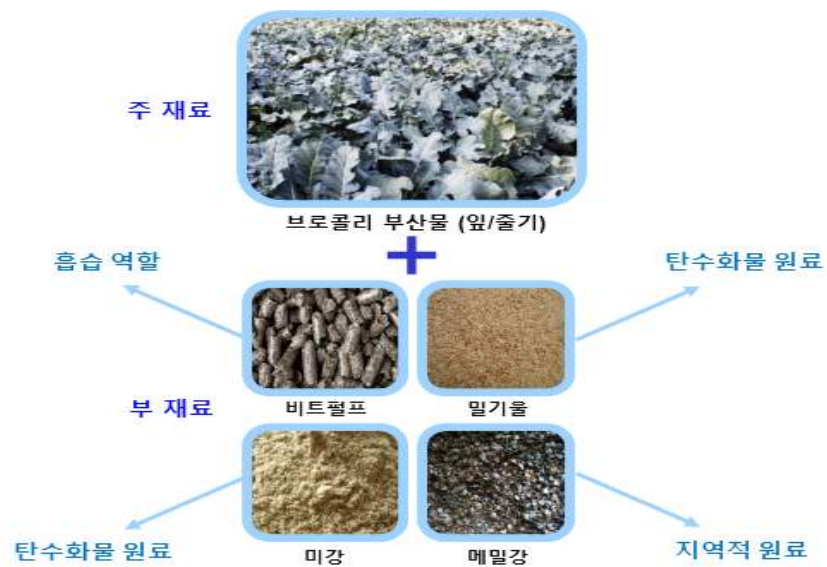 주 재료
브로콜리 부산물 (잎/줄기)
흡습 역할
탄수화물 원료
비트펄프
밀기울
부 재료
미강
메밀강
탄수화물 원료
지역적 원료